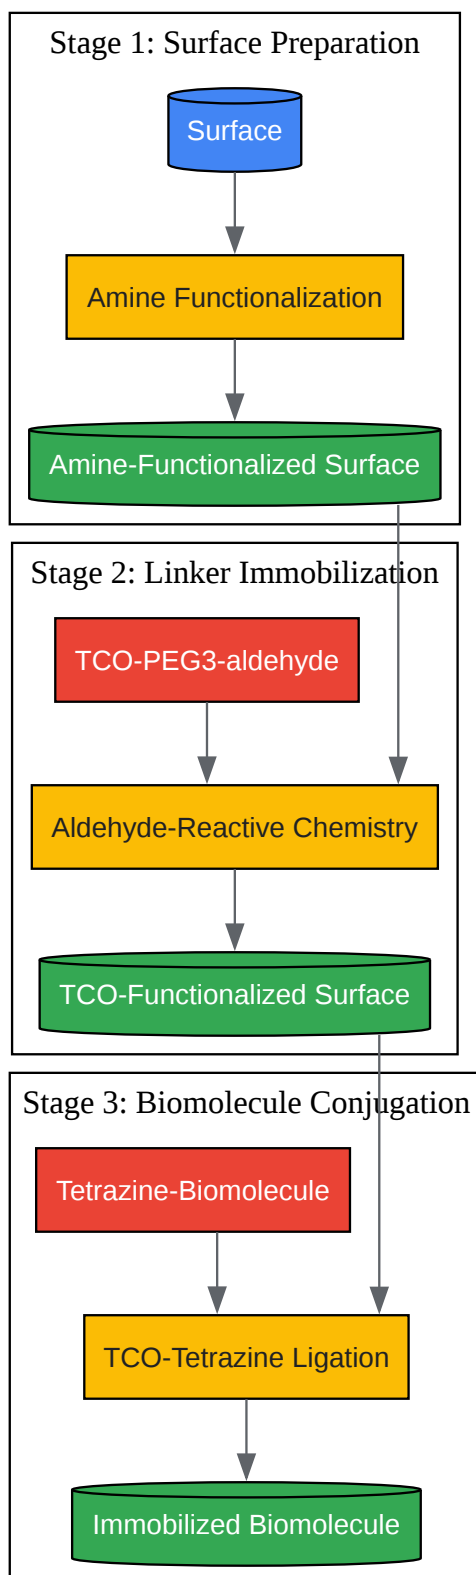 Stage 1: Surface Preparation
Surface
Amine Functionalization
Amine-Functionalized Surface
Stage 2: Linker Immobilization
TCO-PEG3-aldehyde
Aldehyde-Reactive Chemistry
TCO-Functionalized Surface
Stage 3: Biomolecule Conjugation
Tetrazine-Biomolecule
TCO-Tetrazine Ligation
Immobilized Biomolecule